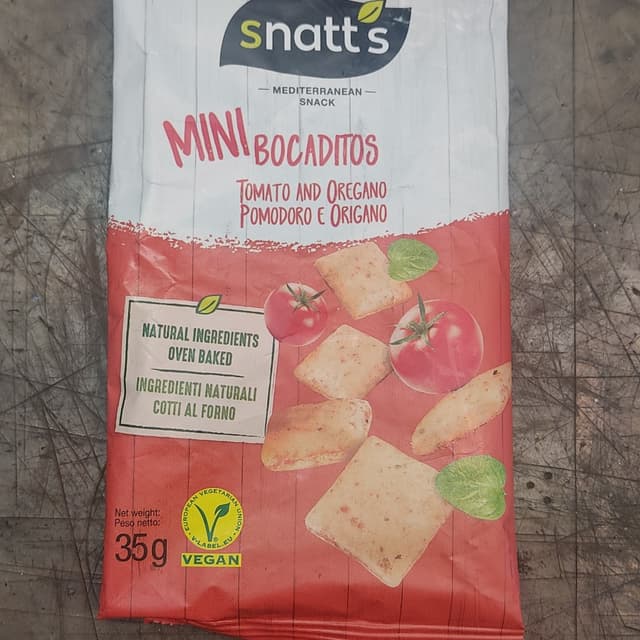 snatt's
MEDITERRANEAN
SNACK
MINI BOCADITOS
TOMATO AND OREGANO
POMODORO E ORIGANO
NATURAL INGREDIENTS
OVEN BAKED
INGREDIENTI NATURALI
COTTI AL FORNO
Net weight:
Peso netto:
35g
EUROPEAN VEGETARIAN UNION
V-LABEL.EU
VEGAN